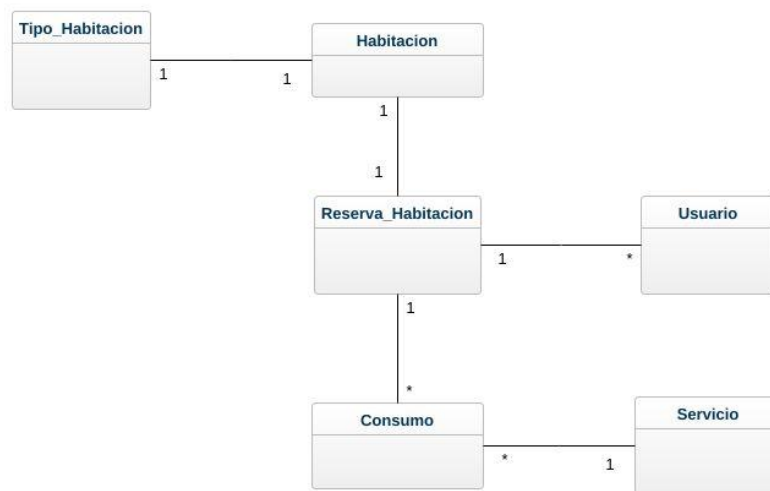 Tipo_Habitacion
Habitacion
1
1
1
1
Reserva_Habitacion
Usuario
1
*
1
*
Consumo
Servicio
*
1